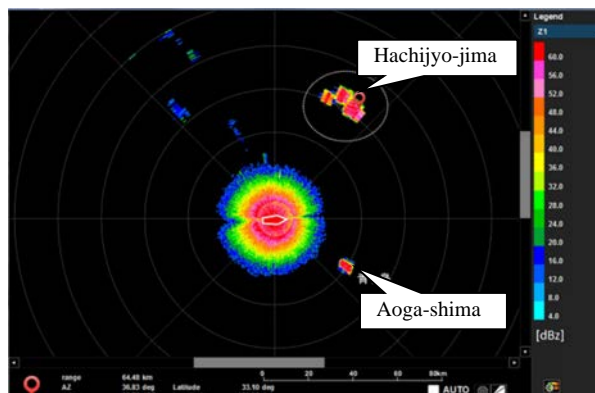 Legend
Z1
Hachijyo-jima
60.0
56.0
52.0
48.0
44.0
40.0
36.0
32.0
28.0
24.0
20.0
16.0
12.0
8.0
4.0
[dBz]
Aoga-shima
range 64.48 km
AZ 36.83 deg Latitude 33.10 deg
0 20 40 60 80km
AUTO